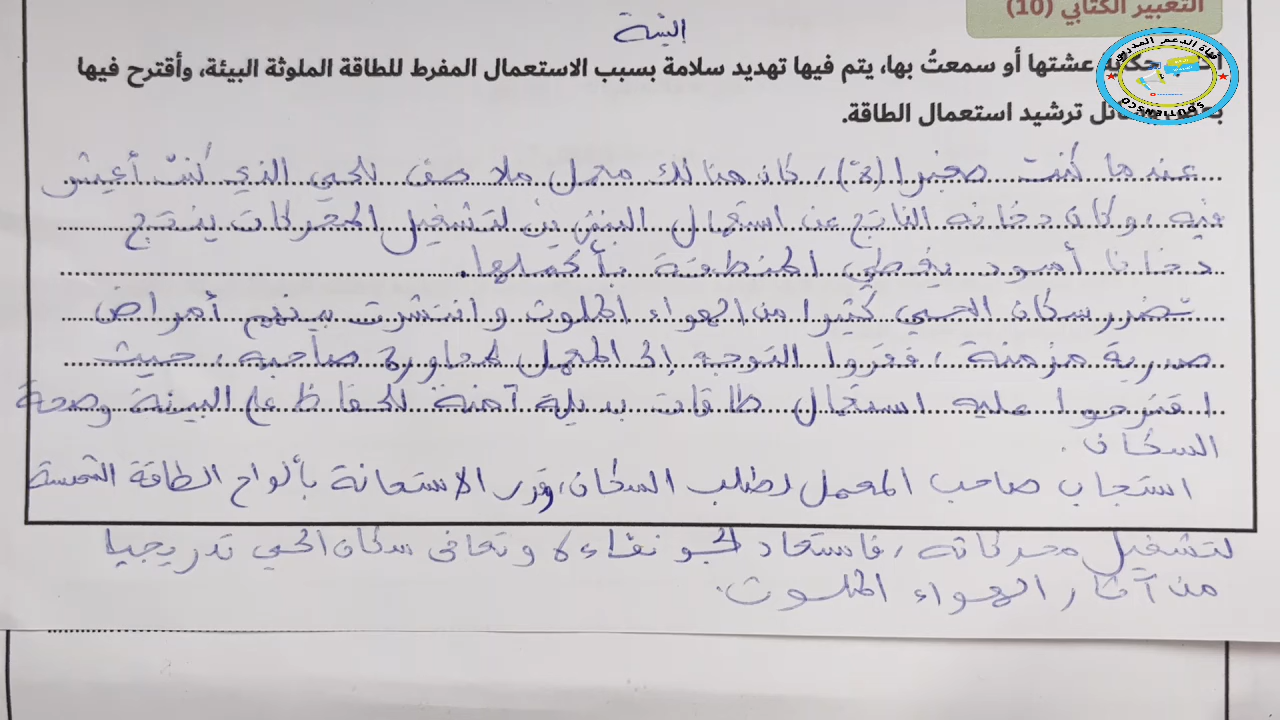 التعبير الكتابي (10)
البيئة
حكاية عشتها أو سمعتُ بها، يتم فيها تهديد سلامة بسبب الاستعمال المفرط للطاقة الملوثة البيئة، وأقترح فيها
ترشيد استعمال الطاقة.
عندما كنت صغيرا (ة)، كان هنالك معمل ملاصق للحي الذي كنت أعيش
فيه، وكان دخانه الناتج عن استعمال البنزين لتشغيل المحركات ينتج
دخانا أسود يغطي المنطقة بأكملها.
تضرر سكان الحي كثيرا من الهواء الملوث وانتشرت بينهم أمراض
صدرية مزمنة، فقرروا التوجه إلى المعمل لمحاورة صاحبه، حيث
اقترحوا عليه استعمال طاقات بديلة آمنة للحفاظ على البيئة وصحة
السكان.
استجاب صاحب المعمل لطلب السكان، وقرر الاستعانة بألواح الطاقة الشمسية
لتشغيل محركاته، فاستعاد الجو نقاءه وتعافى سكان الحي تدريجيا
من آثار الهواء الملوث.
قناة الدعم المدرسي